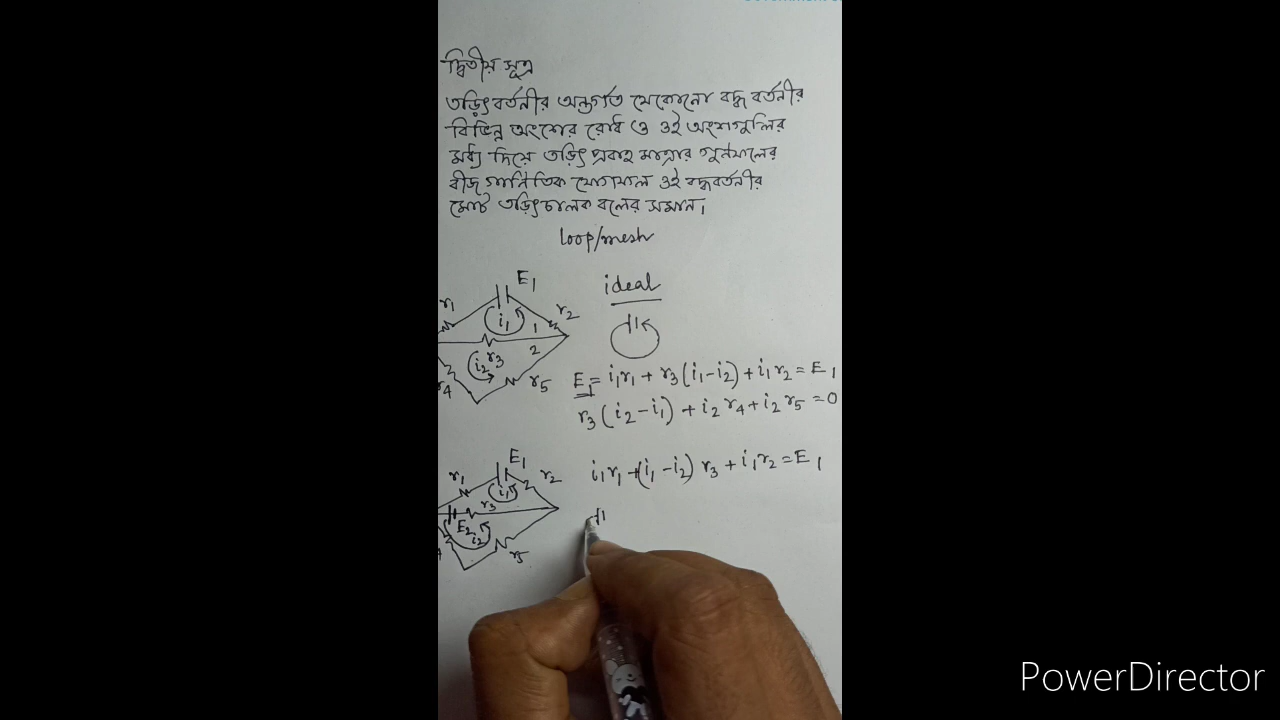 দ্বিতীয় সূত্র
তড়িৎবর্তনীর অন্তর্গত যেকোনো বদ্ধ বর্তনীর
বিভিন্ন অংশের রোধ ও ওই অংশগুলির
মধ্য দিয়ে তড়িৎ প্রবাহ মাত্রার গুনফলের
বীজ গানিতিক যোগফল ওই বদ্ধবর্তনীর
মোট তড়িৎচালক বলের সমান।
loop/mesh
E1
ideal
r1
r2
i1
1
2
i2
r3
r4
r5
E1 = i1r1 + r3(i1-i2) + i1r2 = E1
r3(i2-i1) + i2r4 + i2r5 = 0
E1
r1
r2
i1
r3
E2
i2
r5
i1r1 + (i1-i2)r3 + i1r2 = E1
PowerDirector